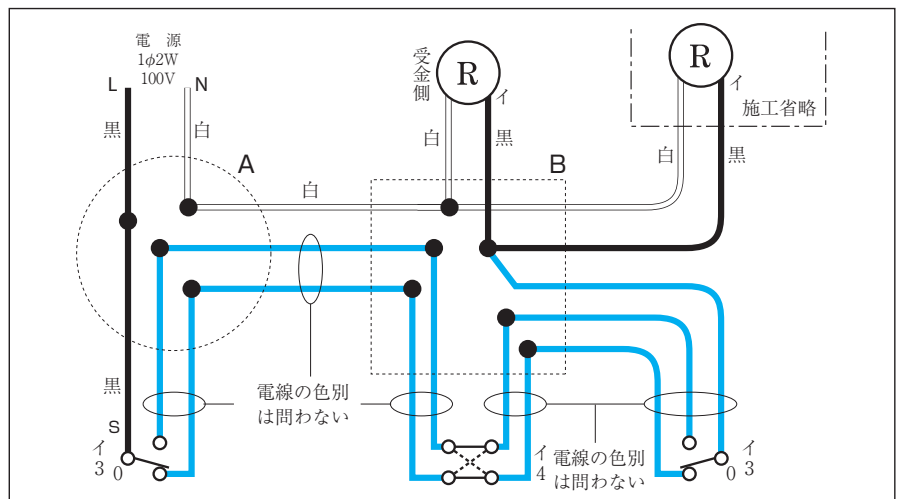 電 源
1φ2W
100V
L
N
黒
白
A
受金側
R
イ
白
黒
R
イ
施工省略
白
黒
B
白
電線の色別
は問わない
黒
S
イ
3
0
イ
4
電線の色別
は問わない
イ
3
0